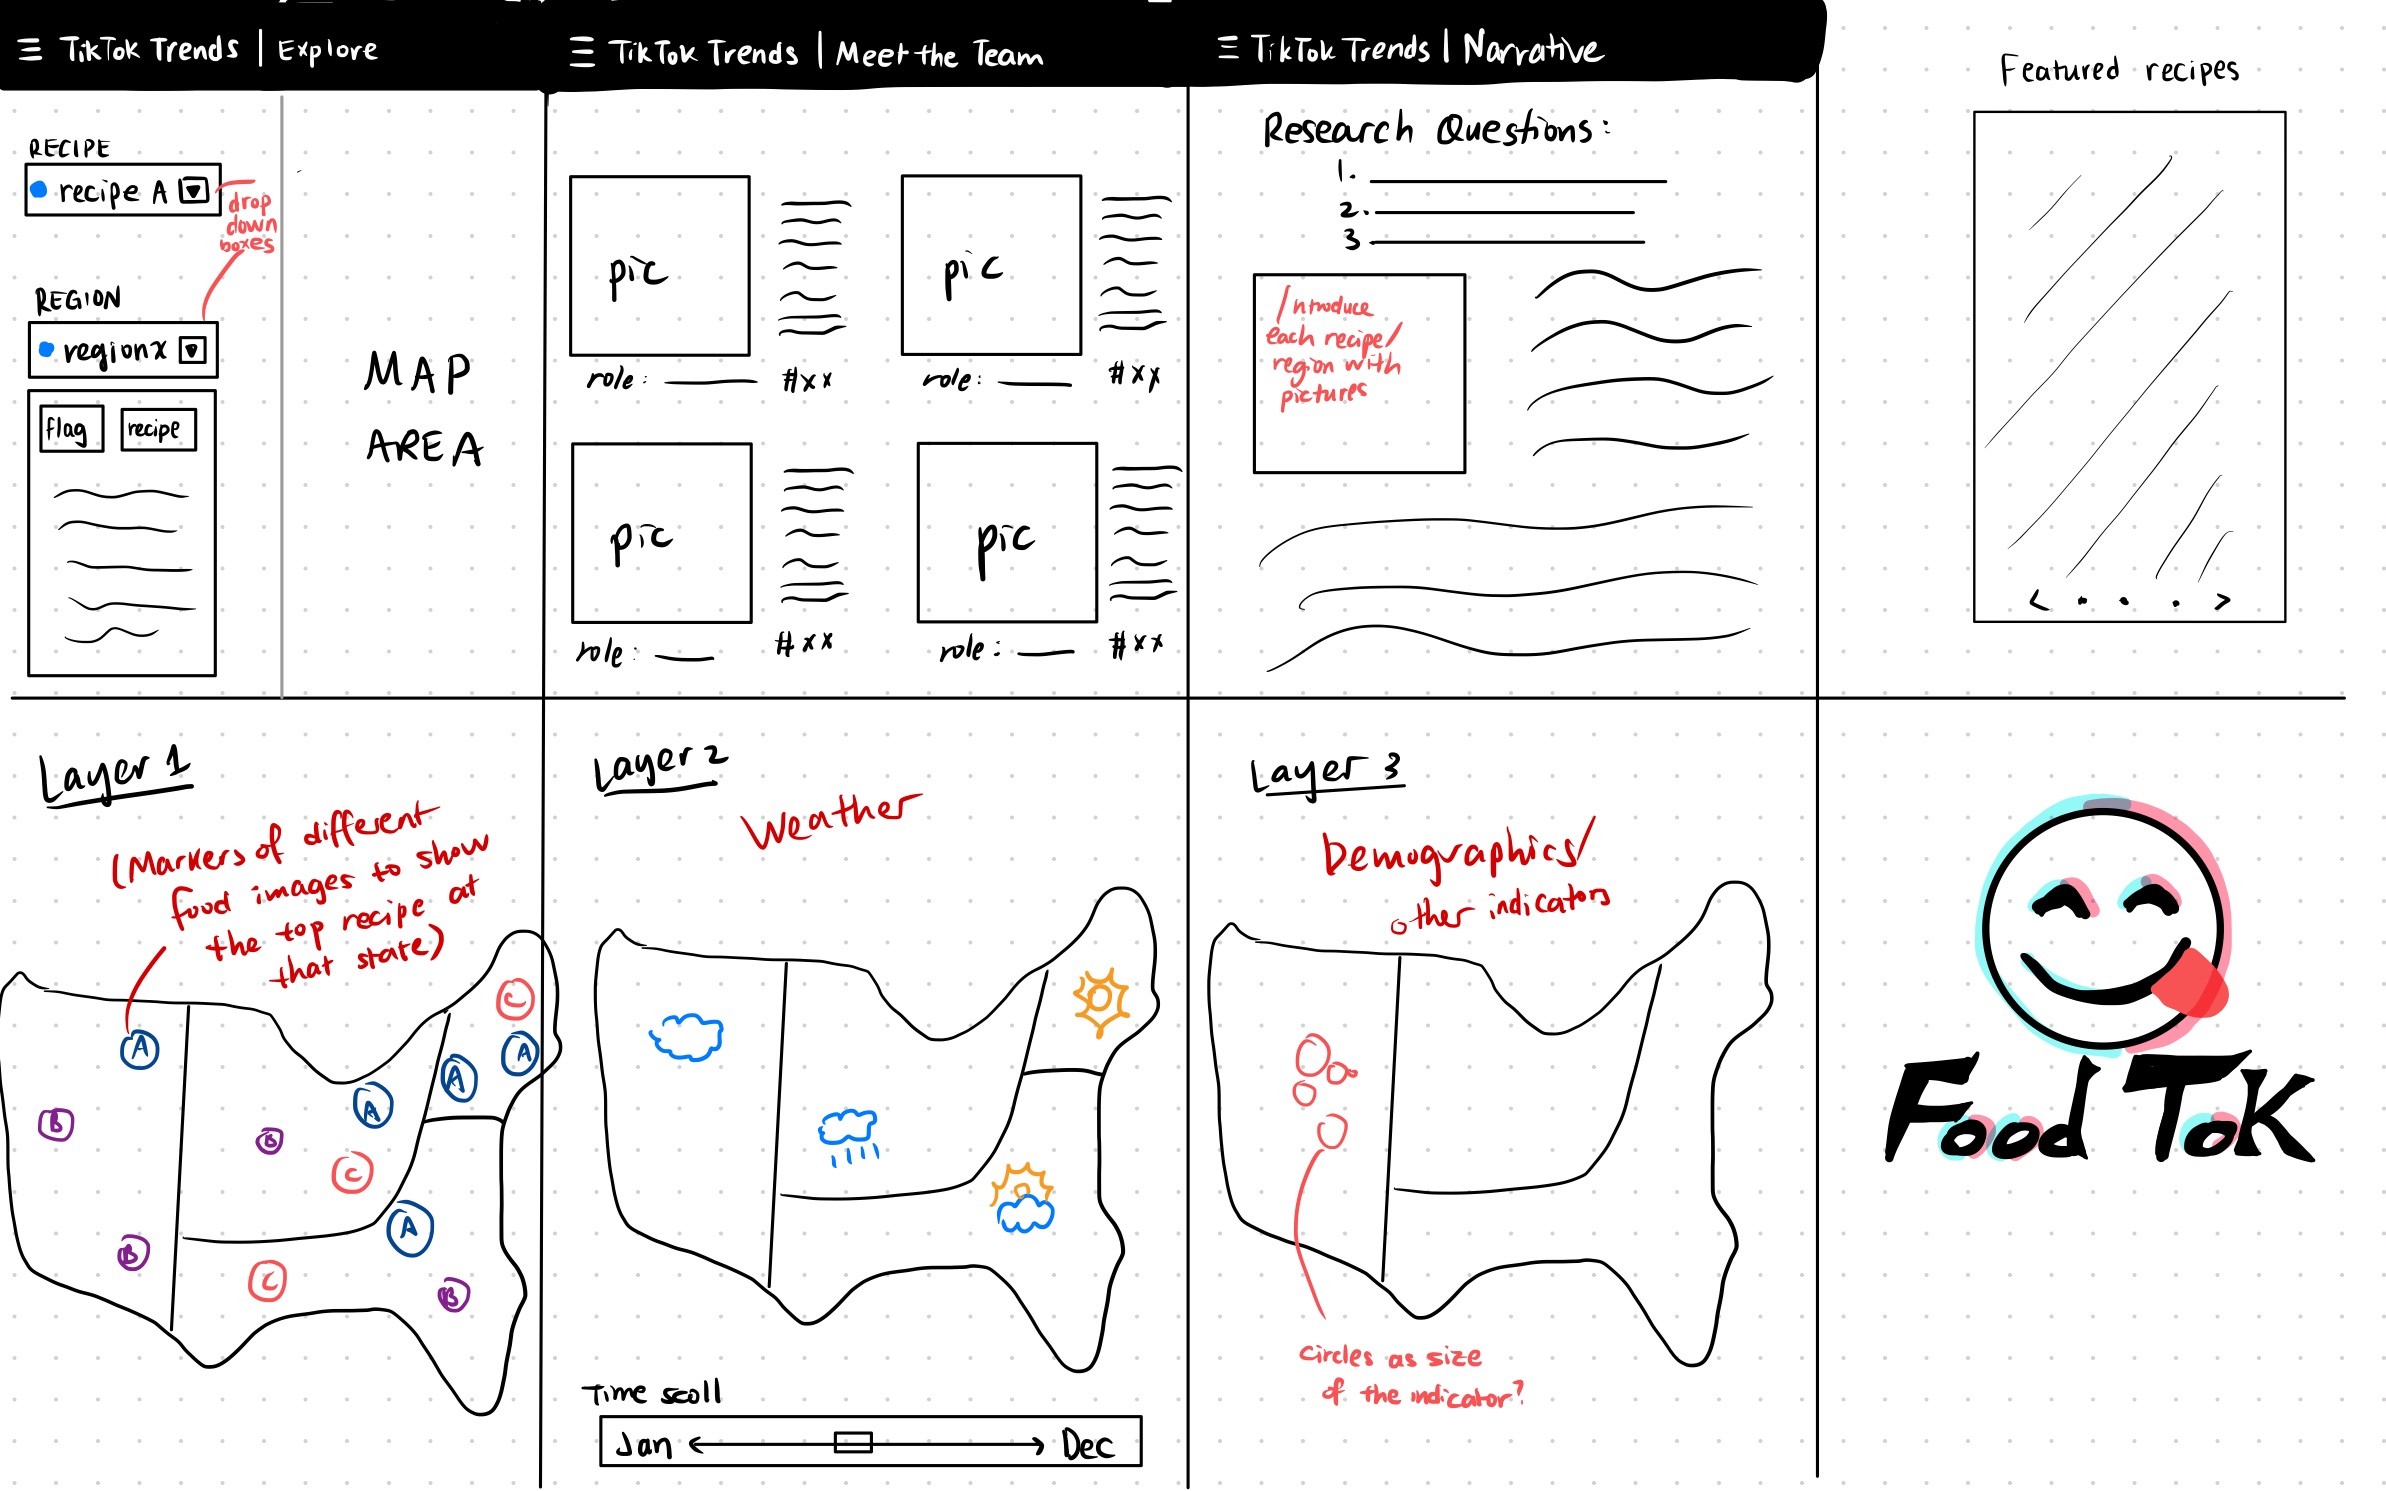 TikTok Trends | Explore
RECIPE
recipe A
drop
down
boxes
REGION
region x
flag
recipe
MAP
AREA
TikTok Trends | Meet the Team
pic
role:
#xx
pic
role:
#xx
pic
role:
#xx
pic
role:
#xx
TikTok Trends | Narrative
Research Questions:
1.
2.
3
Introduce
each recipe/
region with
pictures
Featured recipes
< >
Layer 1
(Markers of different
food images to show
the top recipe at
that state)
C
A
A
A
A
B
B
C
A
B
C
B
Layer 2
Weather
Time scoll
Jan
Dec
Layer 3
Demographics/
other indicators
circles as size
of the indicator?
Food Tok